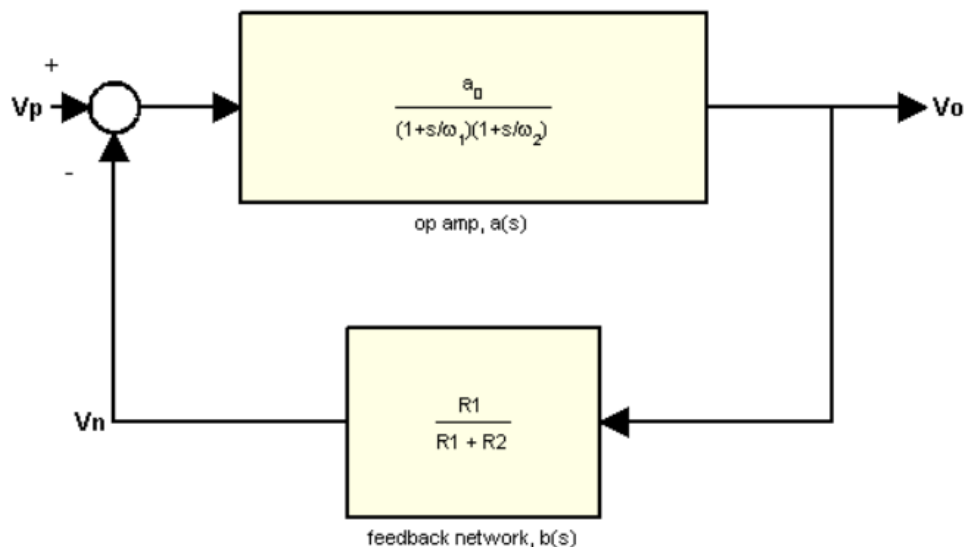 +
Vp
-
a₀
(1+s/ω₁)(1+s/ω₂)
Vo
op amp, a(s)
Vn
R1
R1 + R2
feedback network, b(s)